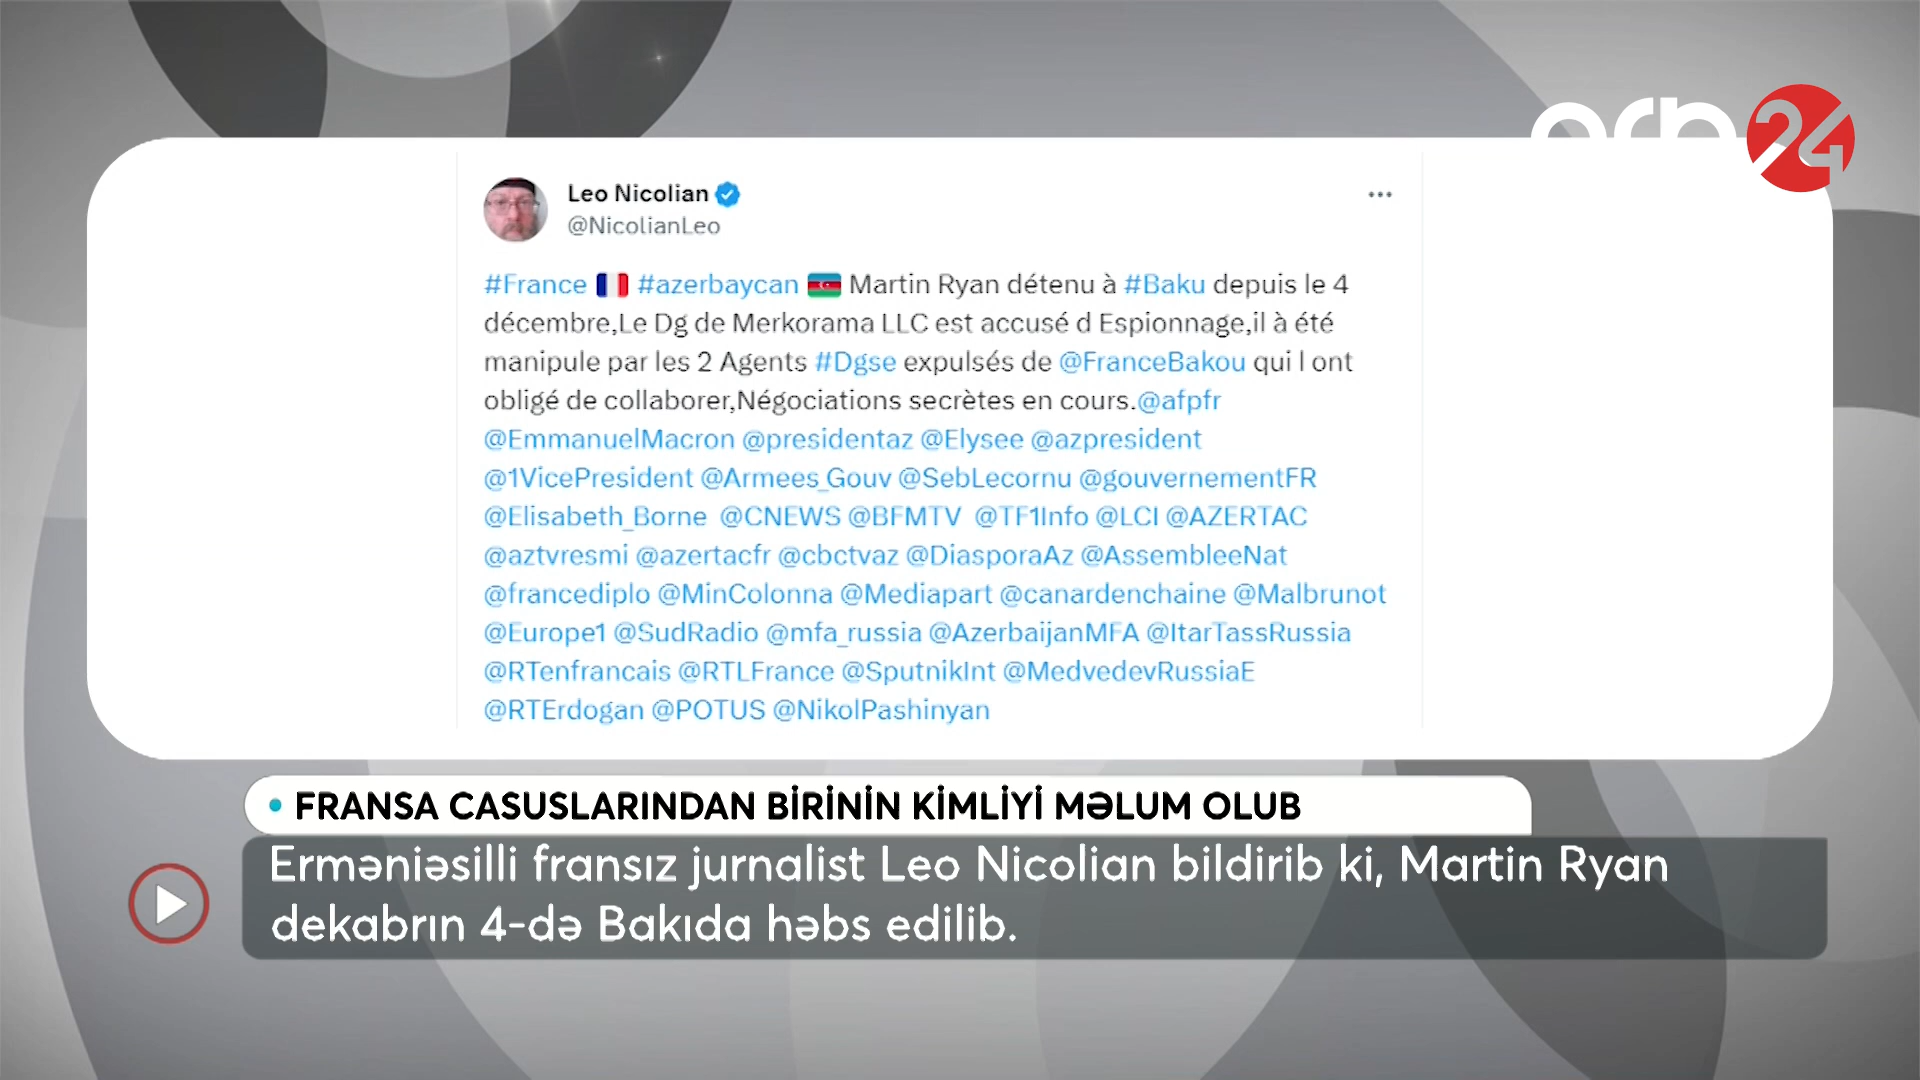 arb 24
Leo Nicolian
@NicolianLeo
#France 🇫🇷 #azerbaycan 🇦🇿 Martin Ryan détenu à #Baku depuis le 4
décembre,Le Dg de Merkorama LLC est accusé d Espionnage,il à été
manipule par les 2 Agents #Dgse expulsés de @FranceBakou qui l ont
obligé de collaborer,Négociations secrètes en cours.@afpfr
@EmmanuelMacron @presidentaz @Elysee @azpresident
@1VicePresident @Armees_Gouv @SebLecornu @gouvernementFR
@Elisabeth_Borne @CNEWS @BFMTV @TF1Info @LCI @AZERTAC
@aztvresmi @azertacfr @cbctvaz @DiasporaAz @AssembleeNat
@francediplo @MinColonna @Mediapart @canardenchaine @Malbrunot
@Europe1 @SudRadio @mfa_russia @AzerbaijanMFA @ItarTassRussia
@RTenfrancais @RTLFrance @SputnikInt @MedvedevRussiaE
@RTErdogan @POTUS @NikolPashinyan
FRANSA CASUSLARINDAN BİRİNİN KİMLİYİ MƏLUM OLUB
Erməniəsilli fransız jurnalist Leo Nicolian bildirib ki, Martin Ryan
dekabrın 4-də Bakıda həbs edilib.